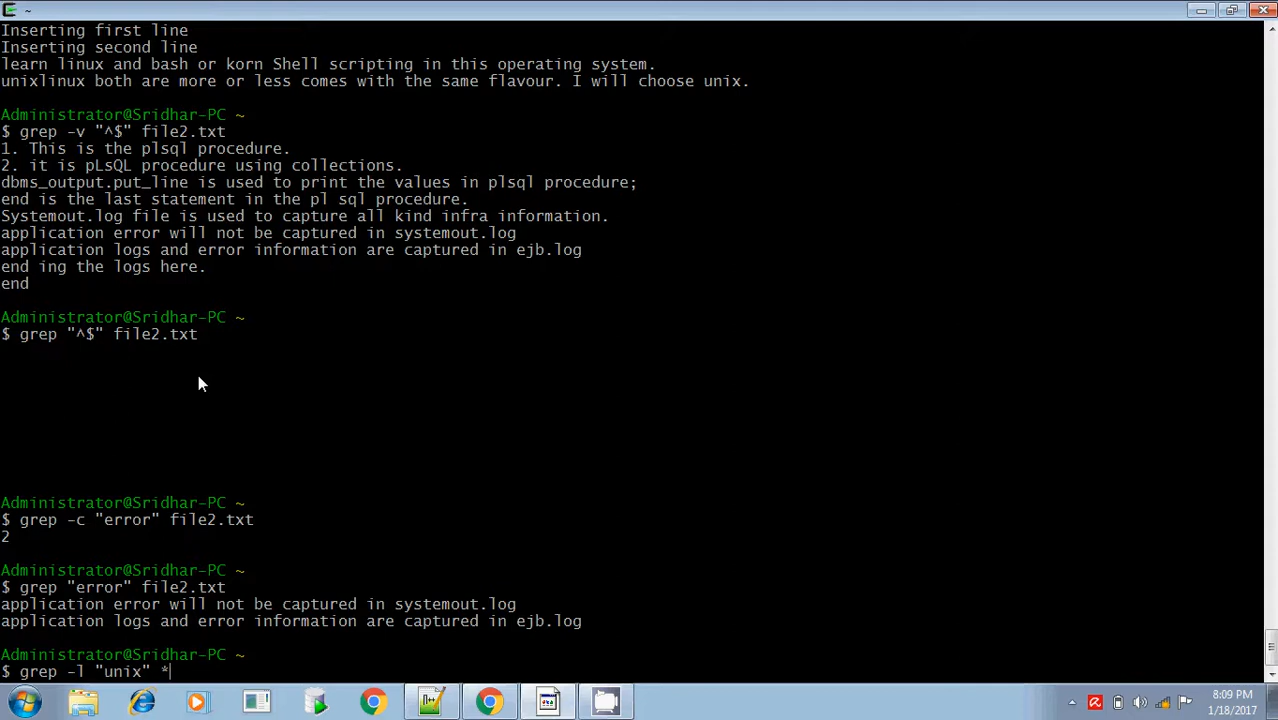 ~
Inserting first line
Inserting second line
learn linux and bash or korn Shell scripting in this operating system.
unixlinux both are more or less comes with the same flavour. I will choose unix.
Administrator@Sridhar-PC ~
$ grep -v "^$" file2.txt
1. This is the plsql procedure.
2. it is pLsQL procedure using collections.
dbms_output.put_line is used to print the values in plsql procedure;
end is the last statement in the pl sql procedure.
Systemout.log file is used to capture all kind infra information.
application error will not be captured in systemout.log
application logs and error information are captured in ejb.log
end ing the logs here.
end
Administrator@Sridhar-PC ~
$ grep "^$" file2.txt
Administrator@Sridhar-PC ~
$ grep -c "error" file2.txt
2
Administrator@Sridhar-PC ~
$ grep "error" file2.txt
application error will not be captured in systemout.log
application logs and error information are captured in ejb.log
Administrator@Sridhar-PC ~
$ grep -l "unix" *
8:09 PM
1/18/2017